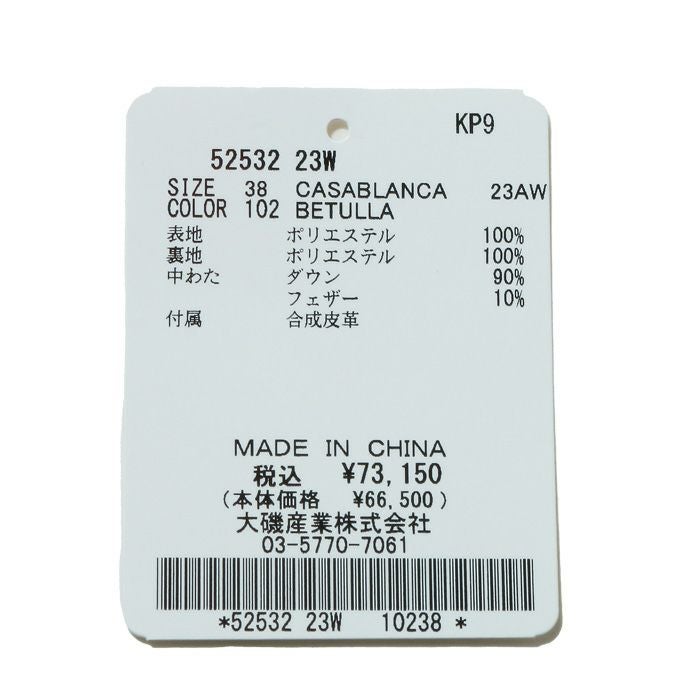 KP9
52532 23W
SIZE 38 CASABLANCA 23AW
COLOR 102 BETULLA
表地 ポリエステル 100%
裏地 ポリエステル 100%
中わた ダウン 90%
フェザー 10%
付属 合成皮革
MADE IN CHINA
税込 ¥73,150
(本体価格 ¥66,500)
大磯産業株式会社
03-5770-7061
*52532 23W 10238 *